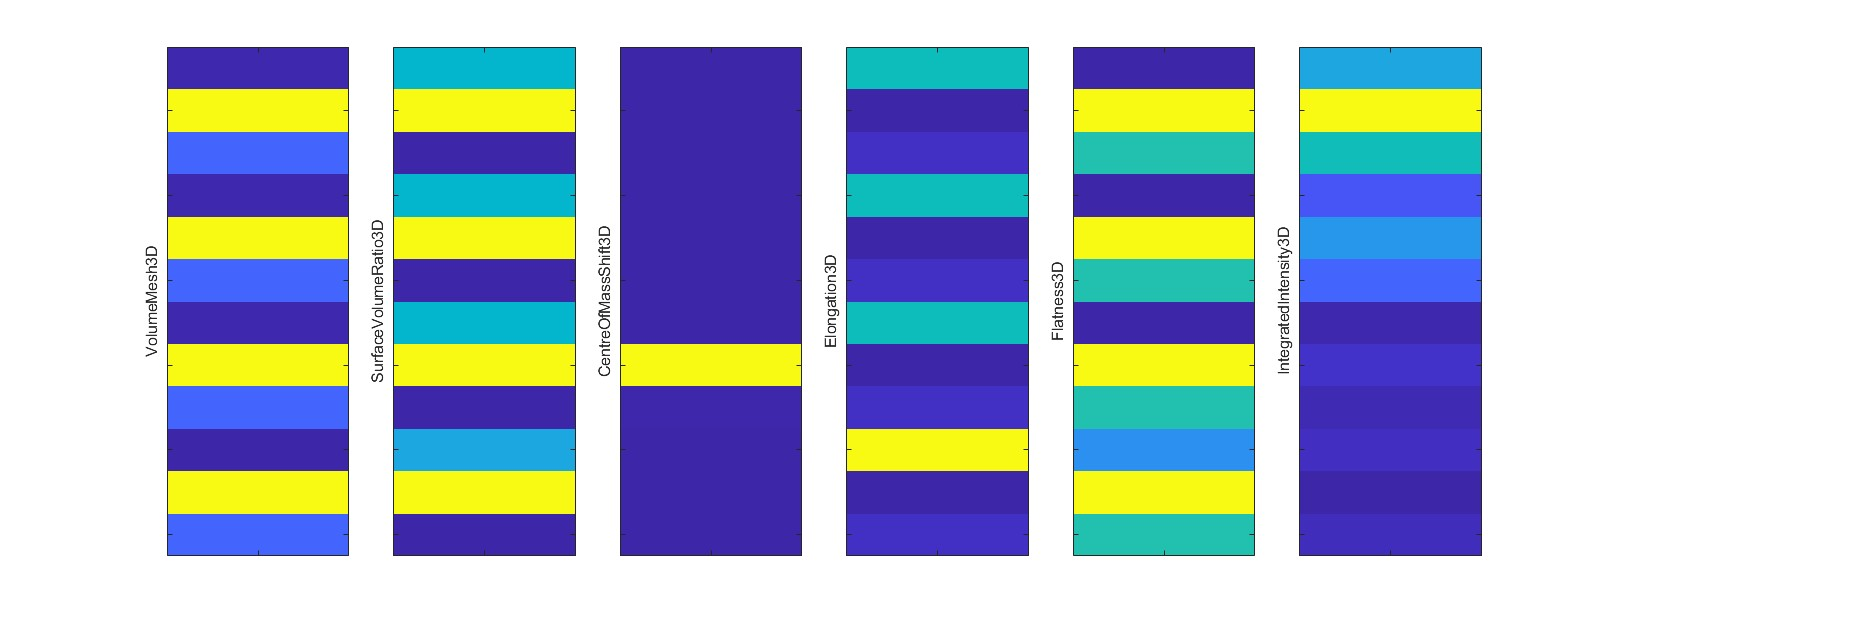 VolumeMesh3D
SurfaceVolumeRatio3D
CentreOfMassShift3D
Elongation3D
Flatness3D
IntegratedIntensity3D